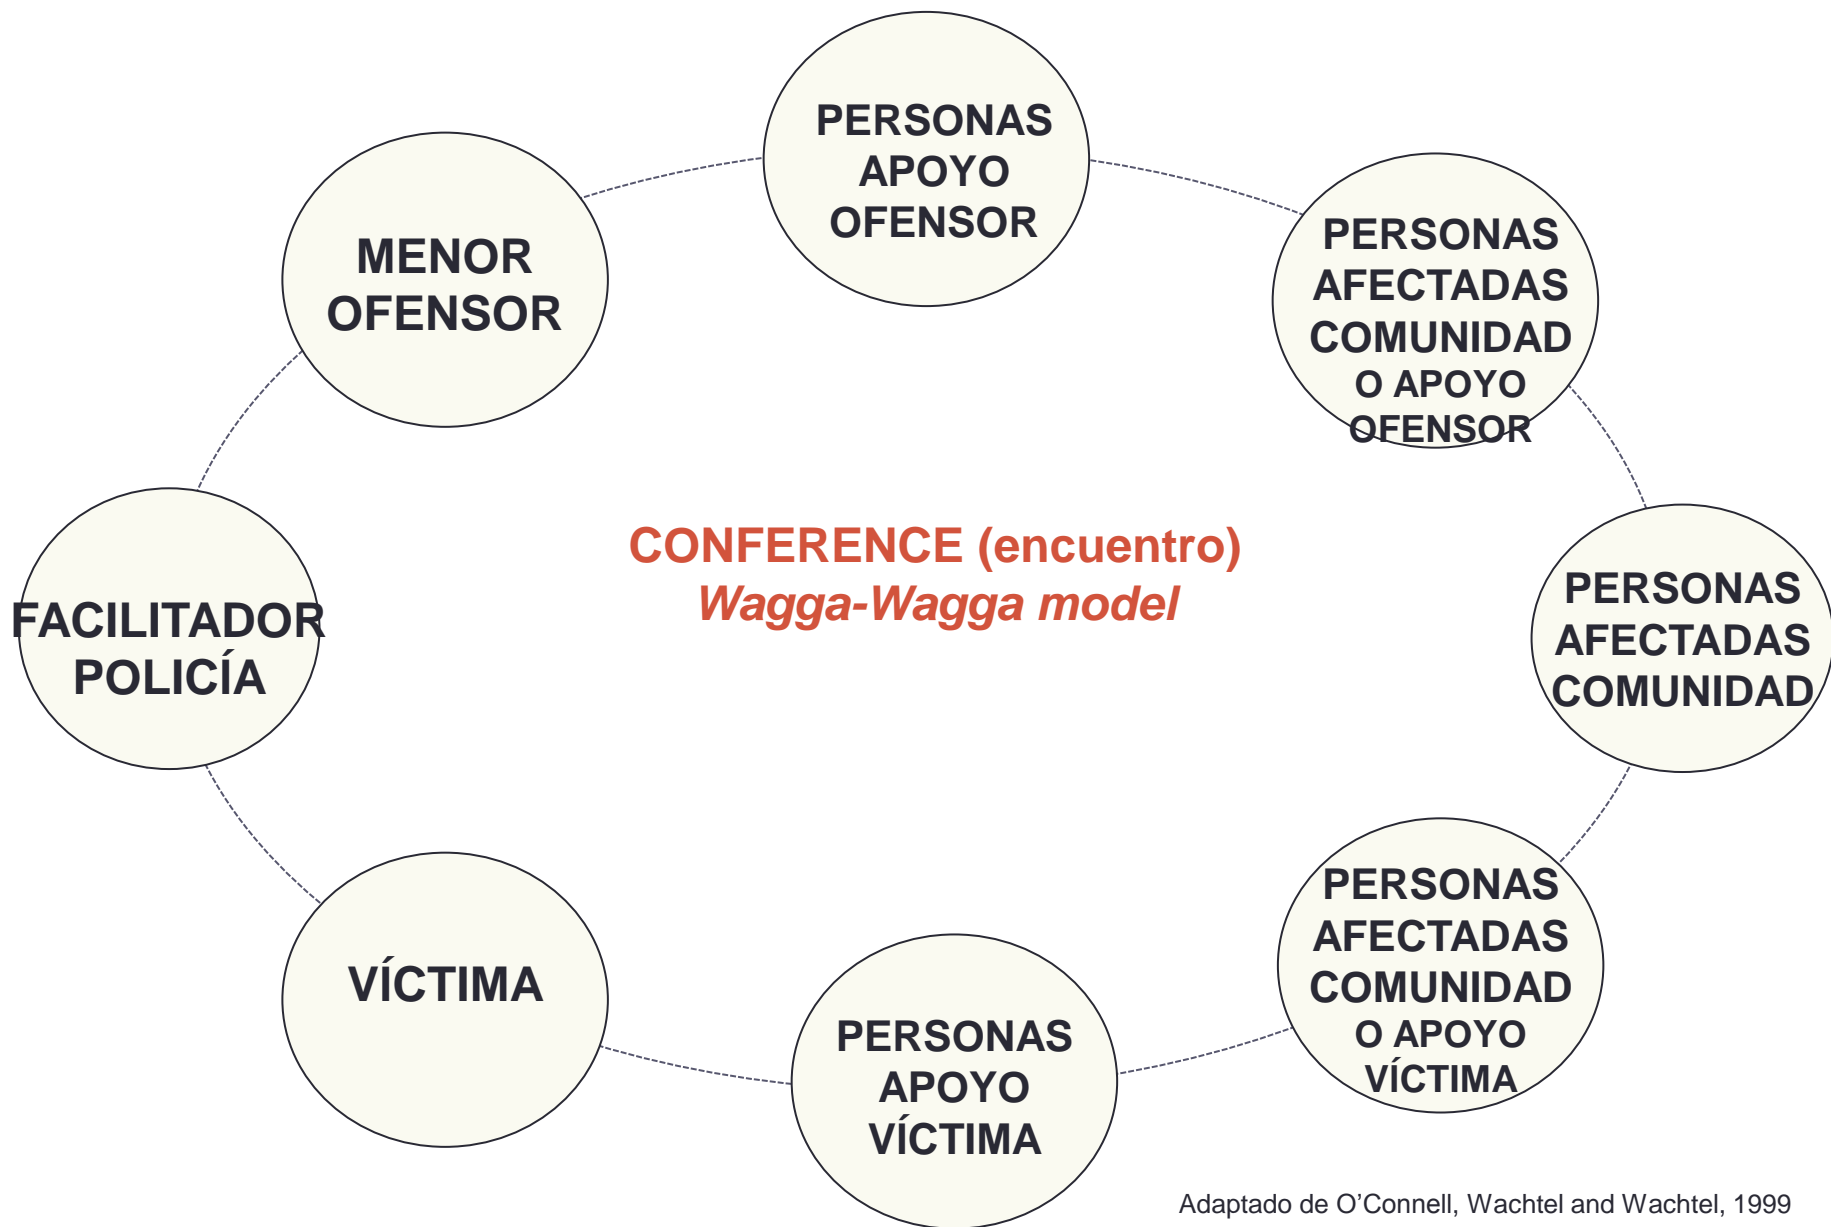 PERSONAS
APOYO
OFENSOR
MENOR
OFENSOR
PERSONAS
AFECTADAS
COMUNIDAD
O APOYO
OFENSOR
CONFERENCE (encuentro)
Wagga-Wagga model
FACILITADOR
POLICÍA
PERSONAS
AFECTADAS
COMUNIDAD
VÍCTIMA
PERSONAS
APOYO
VÍCTIMA
PERSONAS
AFECTADAS
COMUNIDAD
O APOYO
VÍCTIMA
Adaptado de O’Connell, Wachtel and Wachtel, 1999